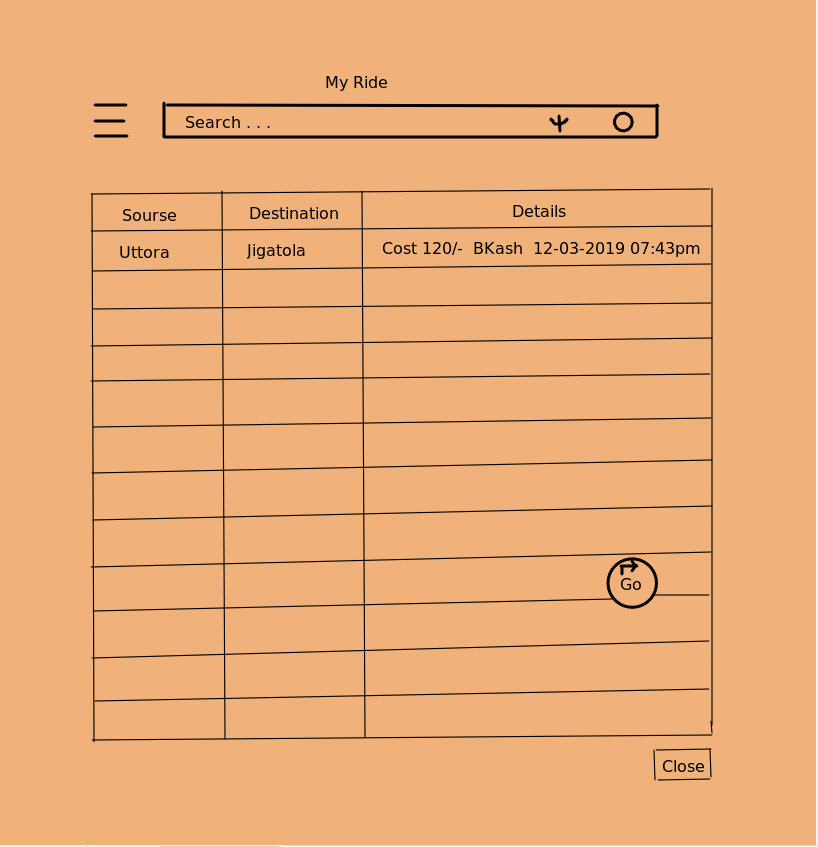 My Ride
Search . . .
Sourse Destination Details
Uttora Jigatola Cost 120/- BKash 12-03-2019 07:43pm
Go
Close